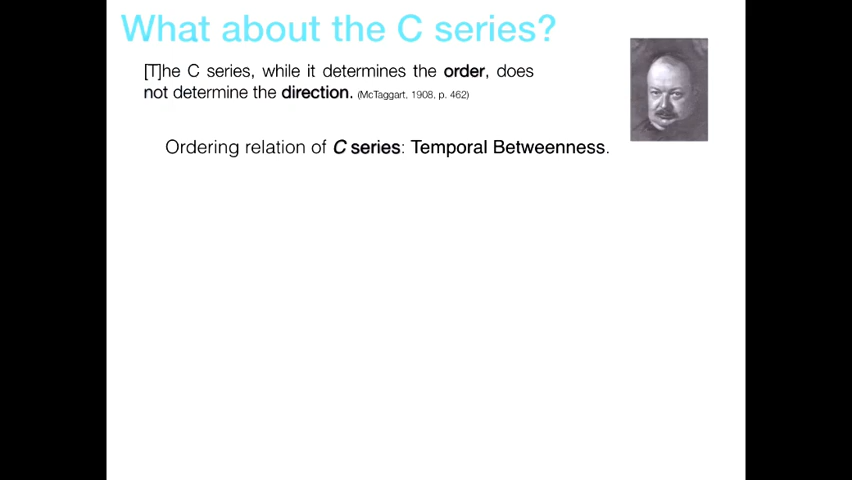 What about the C series?
[T]he C series, while it determines the order, does
not determine the direction. (McTaggart, 1908, p. 462)
Ordering relation of C series: Temporal Betweenness.